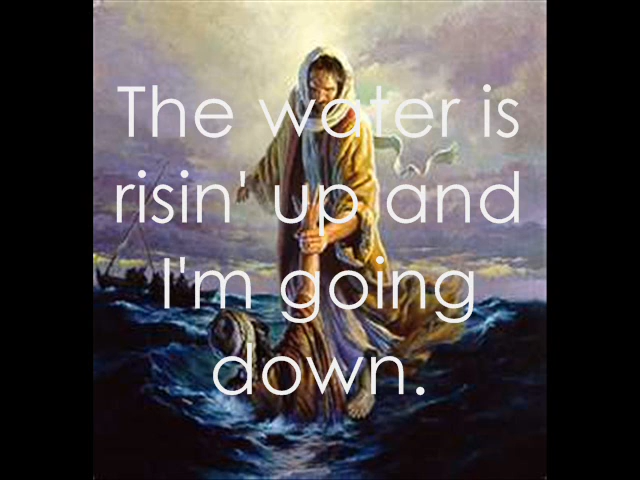 The water is
risin' up and
I'm going
down.